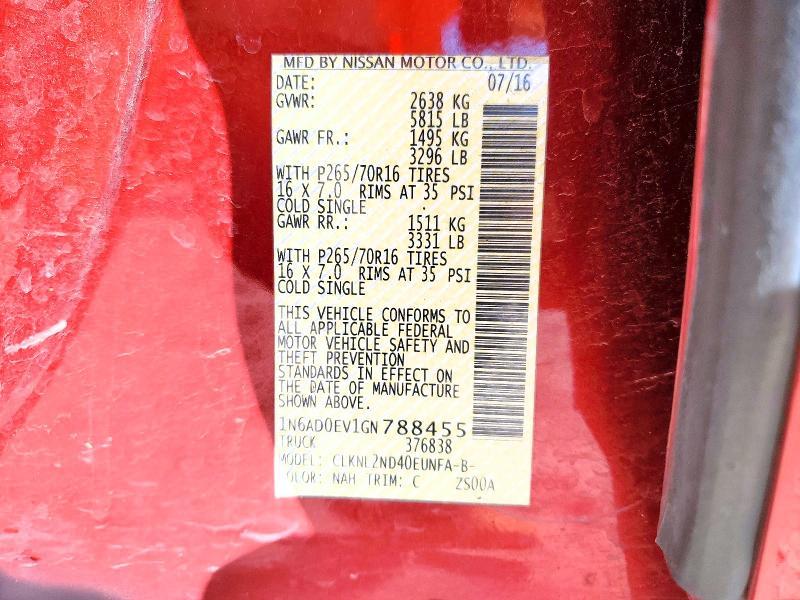 MFD BY NISSAN MOTOR CO., LTD.
DATE: 07/16
GVWR: 2638 KG
5815 LB
GAWR FR.: 1495 KG
3296 LB
WITH P265/70R16 TIRES
16 X 7.0 RIMS AT 35 PSI
COLD SINGLE
GAWR RR.: 1511 KG
3331 LB
WITH P265/70R16 TIRES
16 X 7.0 RIMS AT 35 PSI
COLD SINGLE
THIS VEHICLE CONFORMS TO
ALL APPLICABLE FEDERAL
MOTOR VEHICLE SAFETY AND
THEFT PREVENTION
STANDARDS IN EFFECT ON
THE DATE OF MANUFACTURE
SHOWN ABOVE.
1N6AD0EV1GN788455
TRUCK 376838
MODEL: CLKNL2ND40EUNFA-B-
OLOR: NAH TRIM: C 2S00A